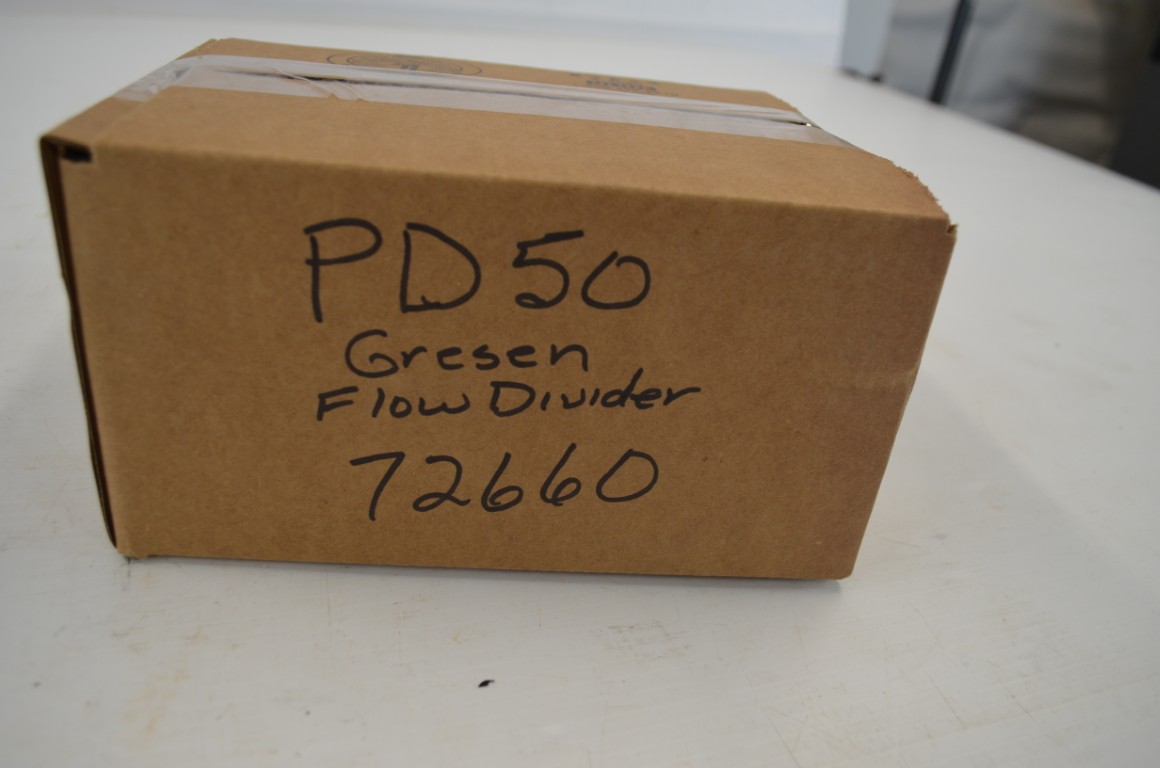 PD50
Gresen
Flow Divider
72660